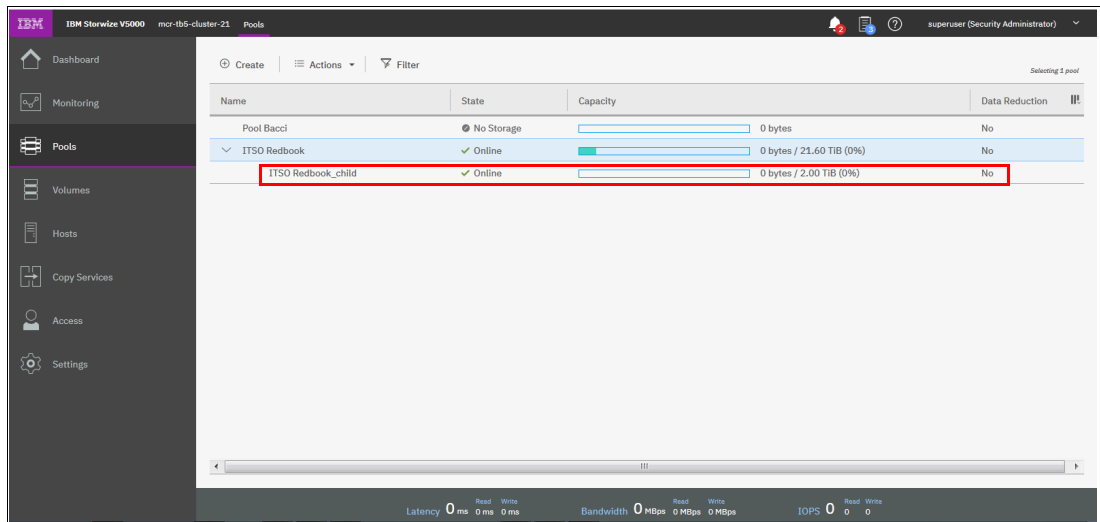 IBM IBM Storwize V5000 mcr-tb5-cluster-21 Pools 2 3 ? superuser (Security Administrator)
Dashboard
Monitoring
Pools
Volumes
Hosts
Copy Services
Access
Settings
Create Actions Filter
Selecting 1 pool
Name State Capacity Data Reduction
Pool Bacci No Storage 0 bytes No
ITSO Redbook Online 0 bytes / 21.60 TiB (0%) No
ITSO Redbook_child Online 0 bytes / 2.00 TiB (0%) No
Read Write Read Write Read Write
Latency 0 ms 0 ms 0 ms Bandwidth 0 MBps 0 MBps 0 MBps IOPS 0 0 0